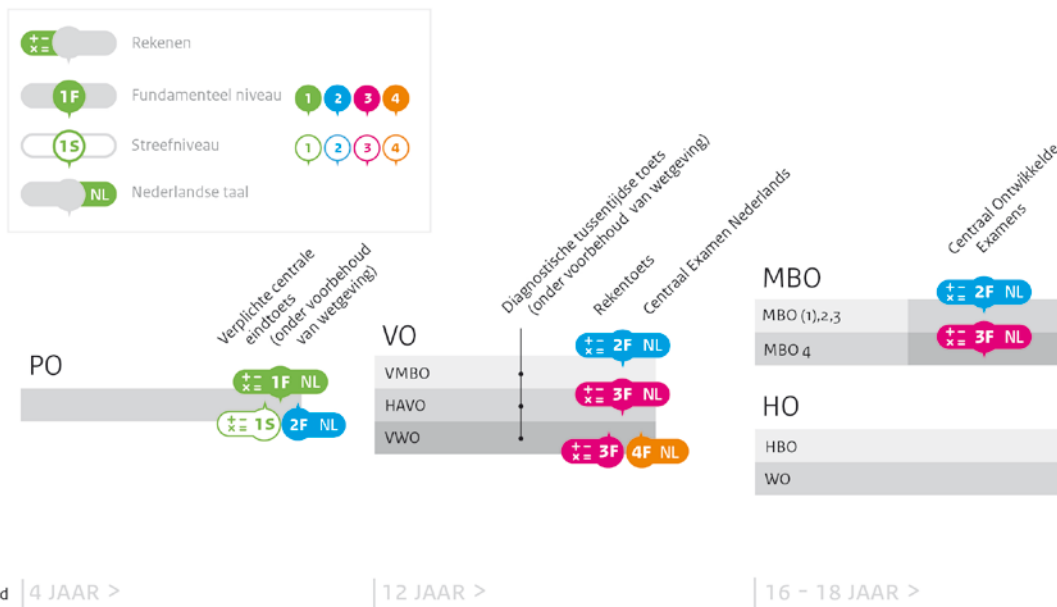 + - × = Rekenen
1F Fundamenteel niveau 1 2 3 4
1S Streefniveau 1 2 3 4
NL Nederlandse taal
Verplichte centrale
eindtoets
(onder voorbehoud
van wetgeving)
PO
+ - × = 1F NL
+ - × = 1S 2F NL
Diagnostische tussentijdse toets
(onder voorbehoud van wetgeving)
Rekentoets
Centraal Examen Nederlands
VO
+ - × = 2F NL
VMBO
+ - × = 3F NL
HAVO
VWO
+ - × = 3F 4F NL
Centraal Ontwikkelde
Examens
MBO
+ - × = 2F NL
MBO (1),2,3
+ - × = 3F NL
MBO 4
HO
HBO
WO
d 4 JAAR > 12 JAAR > 16 - 18 JAAR >